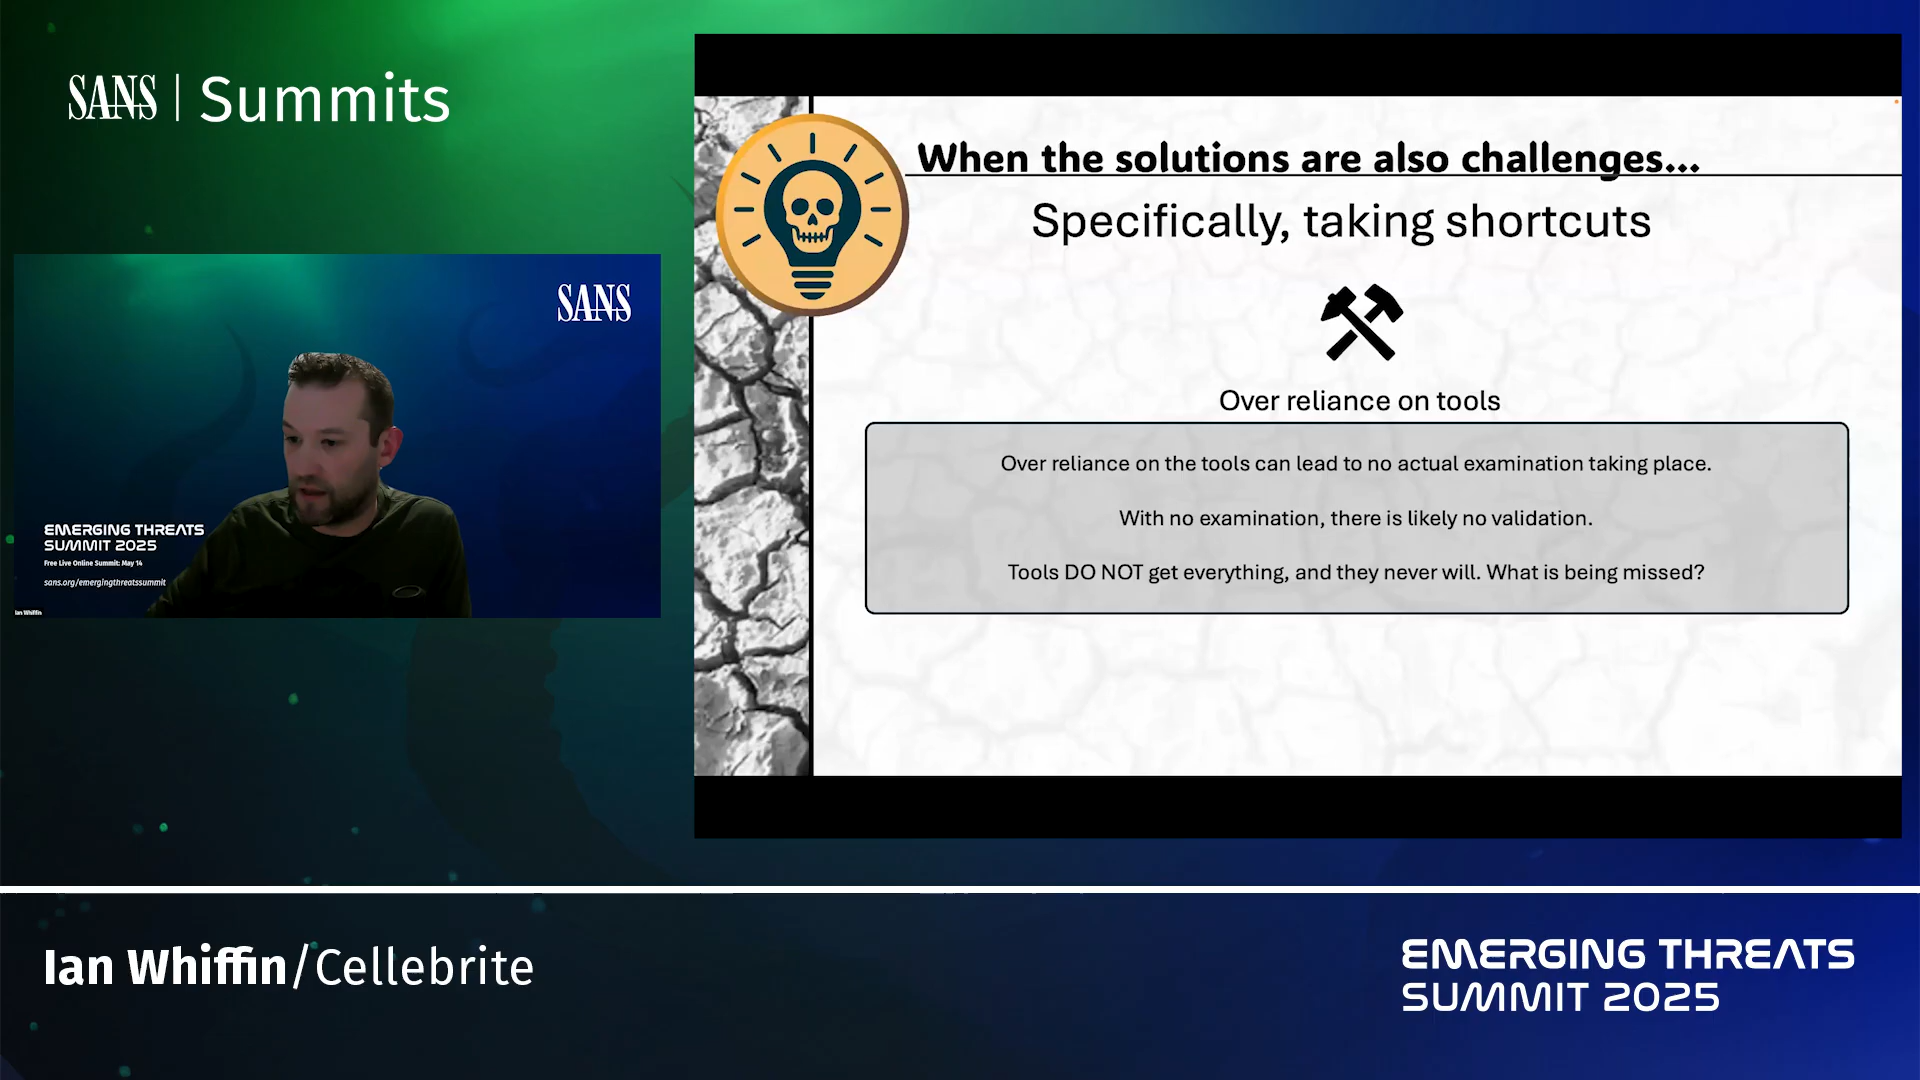 SANS | Summits
SANS
EMERGING THREATS
SUMMIT 2025
Free Live Online Summit: May 14
sans.org/emergingthreatssummit
Ian Whiffin
When the solutions are also challenges...
Specifically, taking shortcuts
Over reliance on tools
Over reliance on the tools can lead to no actual examination taking place.
With no examination, there is likely no validation.
Tools DO NOT get everything, and they never will. What is being missed?
Ian Whiffin/Cellebrite
EMERGING THREATS
SUMMIT 2025